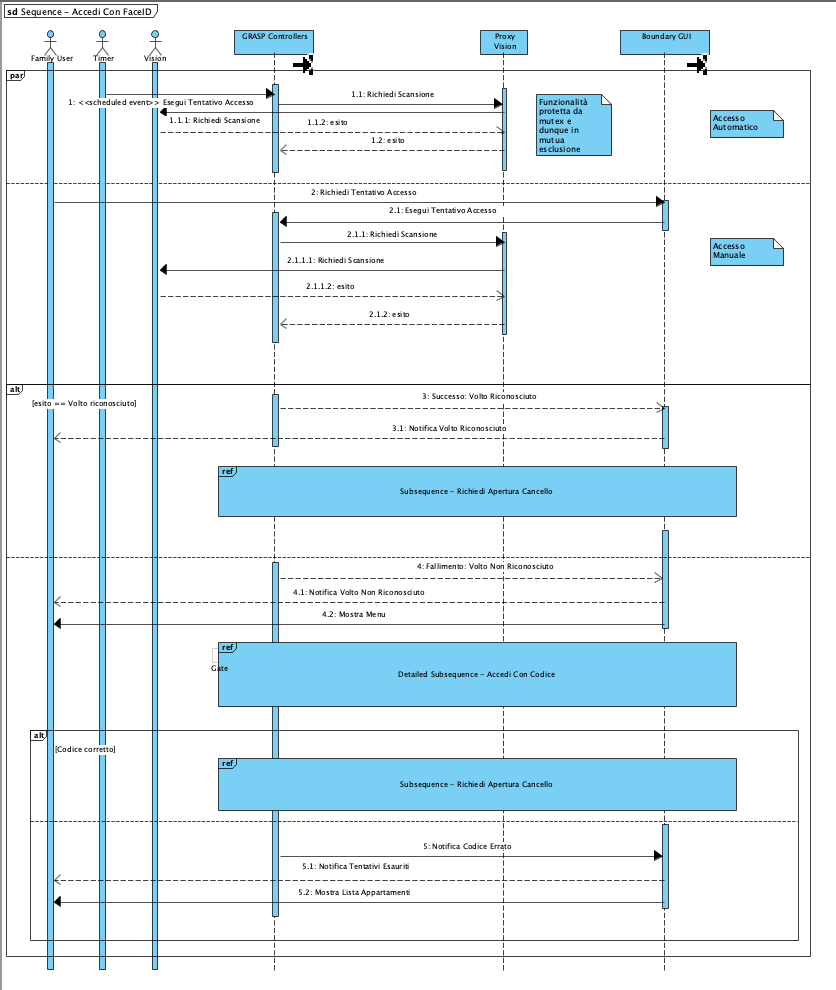 sd Sequence - Accedi Con FaceID
Family User
Timer
Vision
GRASP Controllers
Proxy
Vision
Boundary GUI
par
1: <<scheduled event>> Esegui Tentativo Accesso
1.1: Richiedi Scansione
1.1.1: Richiedi Scansione
1.1.2: esito
1.2: esito
Funzionalità
protetta da
mutex e
dunque in
mutua
esclusione
Accesso
Automatico
2: Richiedi Tentativo Accesso
2.1: Esegui Tentativo Accesso
2.1.1: Richiedi Scansione
2.1.1.1: Richiedi Scansione
2.1.1.2: esito
2.1.2: esito
Accesso
Manuale
alt
[esito == Volto riconosciuto]
3: Successo: Volto Riconosciuto
3.1: Notifica Volto Riconosciuto
ref
Subsequence - Richiedi Apertura Cancello
4: Fallimento: Volto Non Riconosciuto
4.1: Notifica Volto Non Riconosciuto
4.2: Mostra Menu
ref
Gate
Detailed Subsequence - Accedi Con Codice
alt
[Codice corretto]
ref
Subsequence - Richiedi Apertura Cancello
5: Notifica Codice Errato
5.1: Notifica Tentativi Esauriti
5.2: Mostra Lista Appartamenti